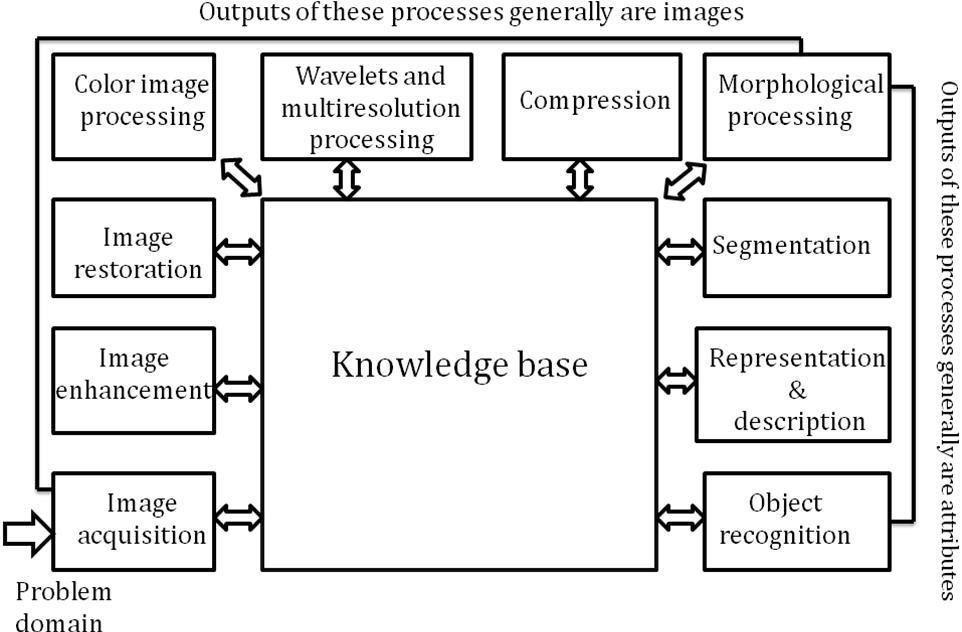 Outputs of these processes generally are images
Color image
processing
Wavelets and
multiresolution
processing
Compression
Morphological
processing
Outputs of these processes generally are attributes
Image
restoration
Segmentation
Knowledge base
Image
enhancement
Representation
&
description
Image
acquisition
Object
recognition
Problem
domain